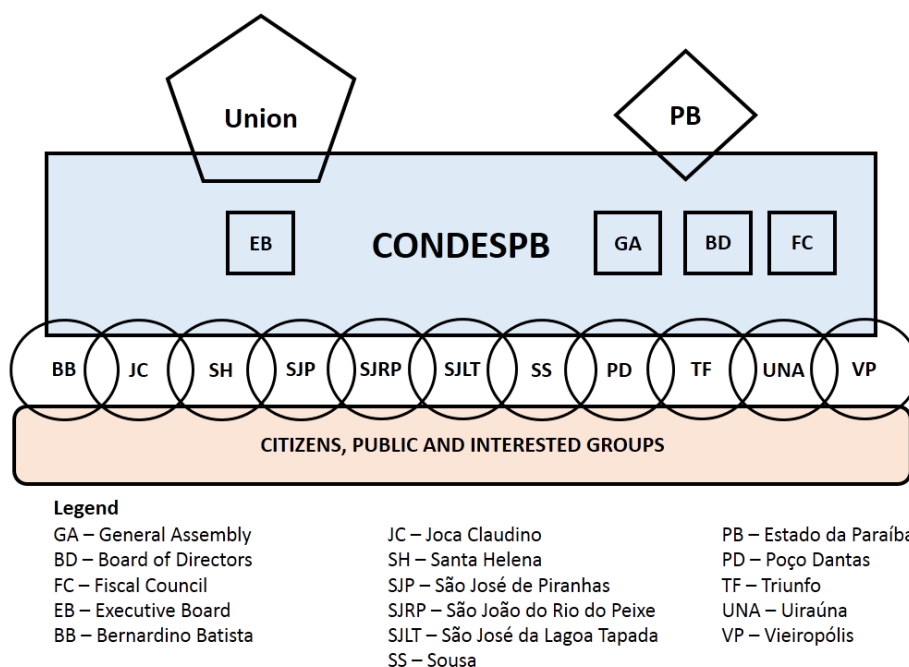 Union
PB
EB
CONDESPB
GA
BD
FC
BB
JC
SH
SJP
SJRP
SJLT
SS
PD
TF
UNA
VP
CITIZENS, PUBLIC AND INTERESTED GROUPS
Legend
GA – General Assembly
BD – Board of Directors
FC – Fiscal Council
EB – Executive Board
BB – Bernardino Batista
JC – Joca Claudino
SH – Santa Helena
SJP – São José de Piranhas
SJRP – São João do Rio do Peixe
SJLT – São José da Lagoa Tapada
SS – Sousa
PB – Estado da Paraíba
PD – Poço Dantas
TF – Triunfo
UNA – Uiraúna
VP – Vieiropólis